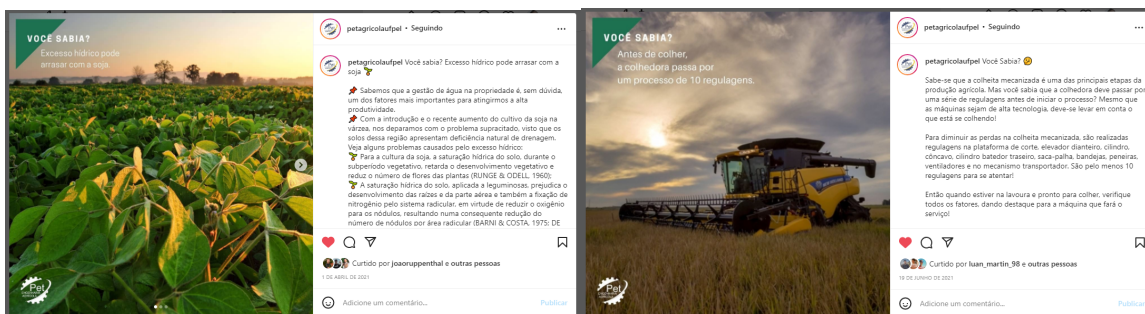 VOCÊ SABIA?
Excesso hídrico pode
arrasar com a soja.
Pet
petagricolaufpel • Seguindo
petagricolaufpel Você sabia? Excesso hídrico pode arrasar com a
soja
Sabemos que a gestão de água na propriedade é, sem dúvida,
um dos fatores mais importantes para atingirmos a alta
produtividade.
Com a introdução e o recente aumento do cultivo da soja na
várzea, nos deparamos com o problema supracitado, visto que os
solos dessa região apresentam deficiência natural de drenagem.
Veja alguns problemas causados pelo excesso hídrico:
Para a cultura da soja, a saturação hídrica do solo, durante o
subperíodo vegetativo, retarda o desenvolvimento vegetativo e
reduz o número de flores das plantas (RUNGE & ODELL, 1960);
A saturação hídrica do solo, aplicada a leguminosas, prejudica o
desenvolvimento das raízes e da parte aérea e também a fixação de
nitrogênio pelo sistema radicular, em virtude de reduzir o oxigênio
para os nódulos, resultando numa consequente redução do
número de nódulos por área radicular (BARNI & COSTA, 1975; DE
Curtido por joaoruppenthal e outras pessoas
1 DE ABRIL DE 2021
Adicione um comentário...
Publicar
VOCÊ SABIA?
Antes de colher,
a colhedora passa por
um processo de 10 regulagens.
Pet
petagricolaufpel • Seguindo
petagricolaufpel Você Sabia?
Sabe-se que a colheita mecanizada é uma das principais etapas da
produção agrícola. Mas você sabia que a colhedora deve passar por
uma série de regulagens antes de iniciar o processo? Mesmo que
as máquinas sejam de alta tecnologia, deve-se levar em conta o
que está se colhendo!
Para diminuir as perdas na colheita mecanizada, são realizadas
regulagens na plataforma de corte, elevador dianteiro, cilindro,
côncavo, cilindro batedor traseiro, saca-palha, bandejas, peneiras,
ventiladores e no mecanismo transportador. São pelo menos 10
regulagens para se atentar!
Então quando estiver na lavoura e pronto para colher, verifique
todos os fatores, dando destaque para a máquina que fará o
serviço!
Curtido por luan_martin_98 e outras pessoas
18 DE JUNHO DE 2021
Adicione um comentário...
Publicar